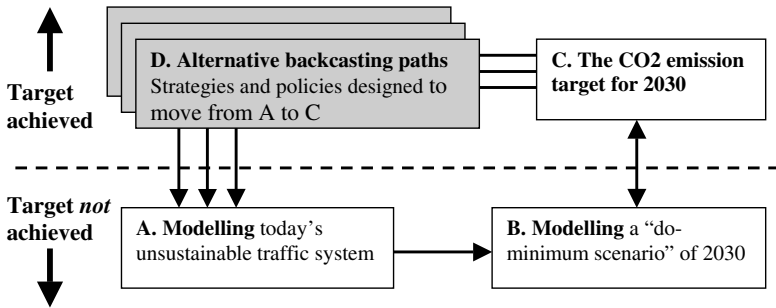 Target
achieved
D. Alternative backcasting paths
Strategies and policies designed to
move from A to C
C. The CO2 emission
target for 2030
Target not
achieved
A. Modelling today’s
unsustainable traffic system
B. Modelling a “do-
minimum scenario” of 2030